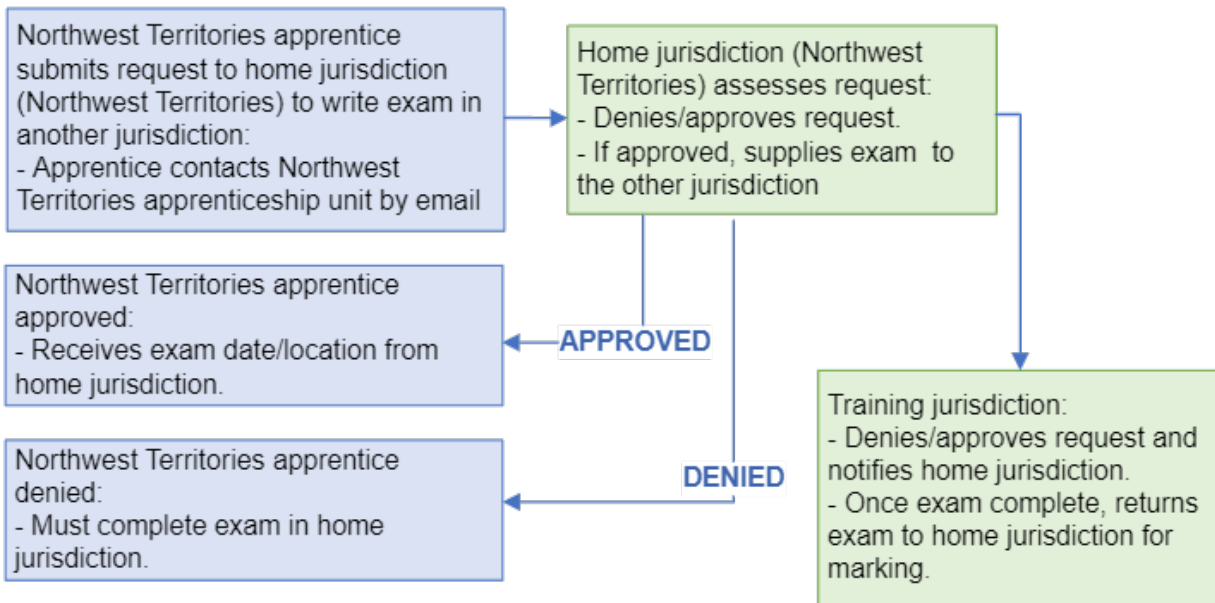 Northwest Territories apprentice
submits request to home jurisdiction
(Northwest Territories) to write exam in
another jurisdiction:
- Apprentice contacts Northwest
Territories apprenticeship unit by email
Home jurisdiction (Northwest
Territories) assesses request:
- Denies/approves request.
- If approved, supplies exam to
the other jurisdiction
Northwest Territories apprentice
approved:
- Receives exam date/location from
home jurisdiction.
APPROVED
Northwest Territories apprentice
denied:
- Must complete exam in home
jurisdiction.
DENIED
Training jurisdiction:
- Denies/approves request and
notifies home jurisdiction.
- Once exam complete, returns
exam to home jurisdiction for
marking.